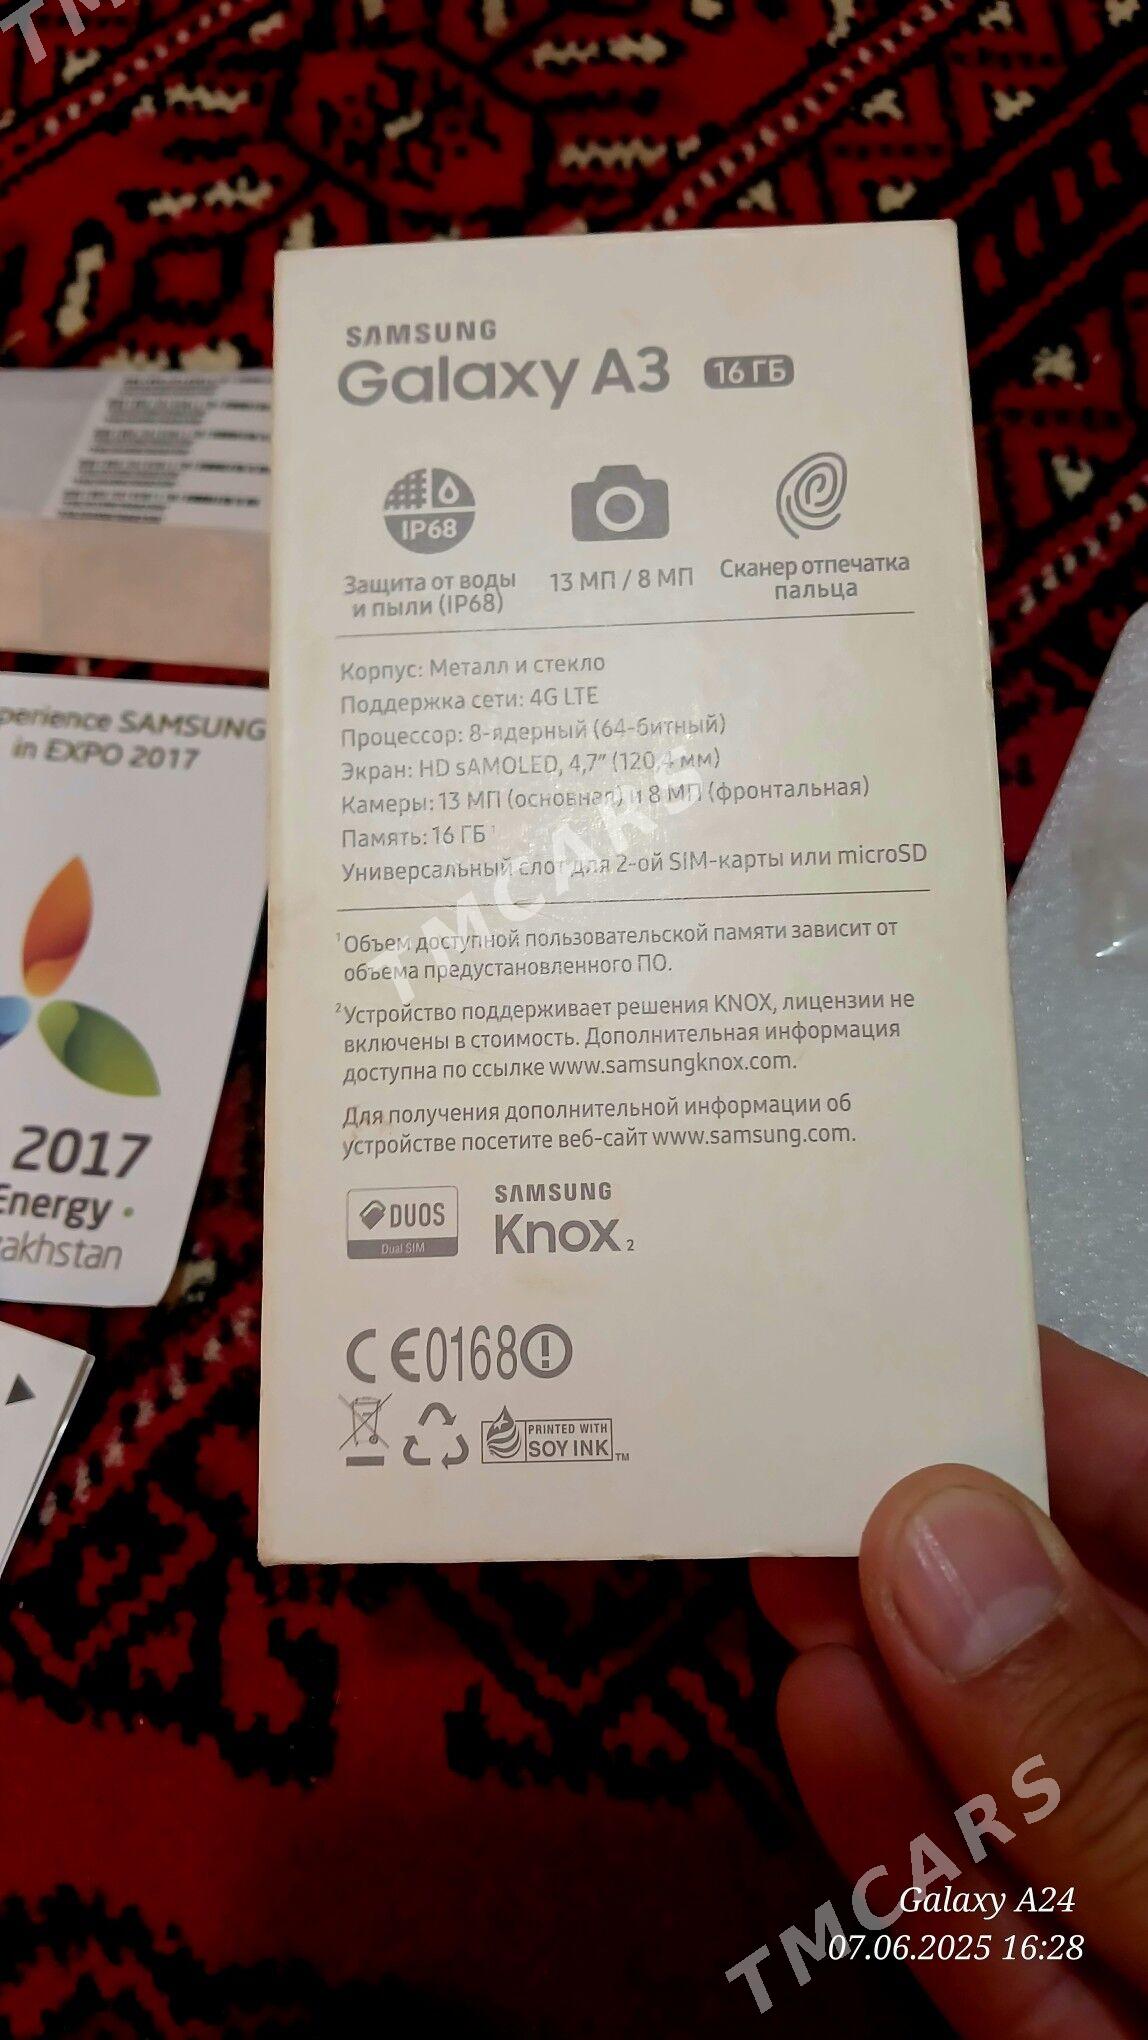 SAMSUNG
Galaxy A3 16 ГБ
IP68
Защита от воды
и пыли (IP68)
13 МП / 8 МП
Сканер отпечатка
пальца
Корпус: Металл и стекло
Поддержка сети: 4G LTE
Процессор: 8-ядерный (64-битный)
Экран: HD sAMOLED, 4,7” (120,4 мм)
Камеры: 13 МП (основная) и 8 МП (фронтальная)
Память: 16 ГБ ¹
Универсальный слот для 2-ой SIM-карты или microSD
¹Объем доступной пользовательской памяти зависит от
объема предустановленного ПО.
²Устройство поддерживает решения KNOX, лицензии не
включены в стоимость. Дополнительная информация
доступна по ссылке www.samsungknox.com.
Для получения дополнительной информации об
устройстве посетите веб-сайт www.samsung.com.
DUOS
Dual SIM
SAMSUNG
Knox 2
CE0168
PRINTED WITH
SOY INK TM
SAMSUNG
in EXPO 2017
2017
Energy
TMCARS
TMCARS
Galaxy A24
07.06.2025 16:28